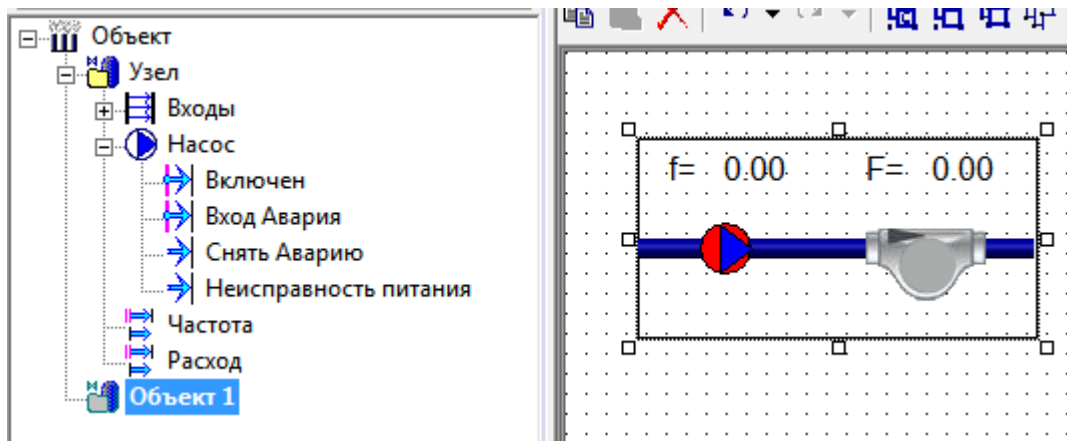 Объект
Узел
Входы
Насос
Включен
Вход Авария
Снять Аварию
Неисправность питания
Частота
Расход
Объект 1
f= 0.00 F= 0.00